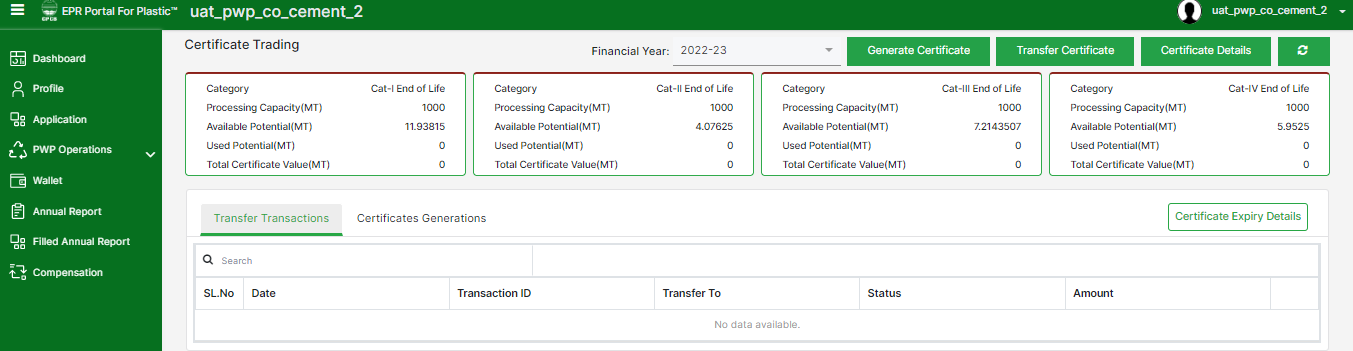 EPR Portal For Plastic™ uat_pwp_co_cement_2 uat_pwp_co_cement_2
Dashboard
Profile
Application
PWP Operations
Wallet
Annual Report
Filled Annual Report
Compensation
Certificate Trading
Financial Year: 2022-23
Generate Certificate
Transfer Certificate
Certificate Details
Category Cat-I End of Life
Processing Capacity(MT) 1000
Available Potential(MT) 11.93815
Used Potential(MT) 0
Total Certificate Value(MT) 0
Category Cat-II End of Life
Processing Capacity(MT) 1000
Available Potential(MT) 4.07625
Used Potential(MT) 0
Total Certificate Value(MT) 0
Category Cat-III End of Life
Processing Capacity(MT) 1000
Available Potential(MT) 7.2143507
Used Potential(MT) 0
Total Certificate Value(MT) 0
Category Cat-IV End of Life
Processing Capacity(MT) 1000
Available Potential(MT) 5.9525
Used Potential(MT) 0
Total Certificate Value(MT) 0
Transfer Transactions Certificates Generations
Certificate Expiry Details
Search
SL.No Date Transaction ID Transfer To Status Amount
No data available.